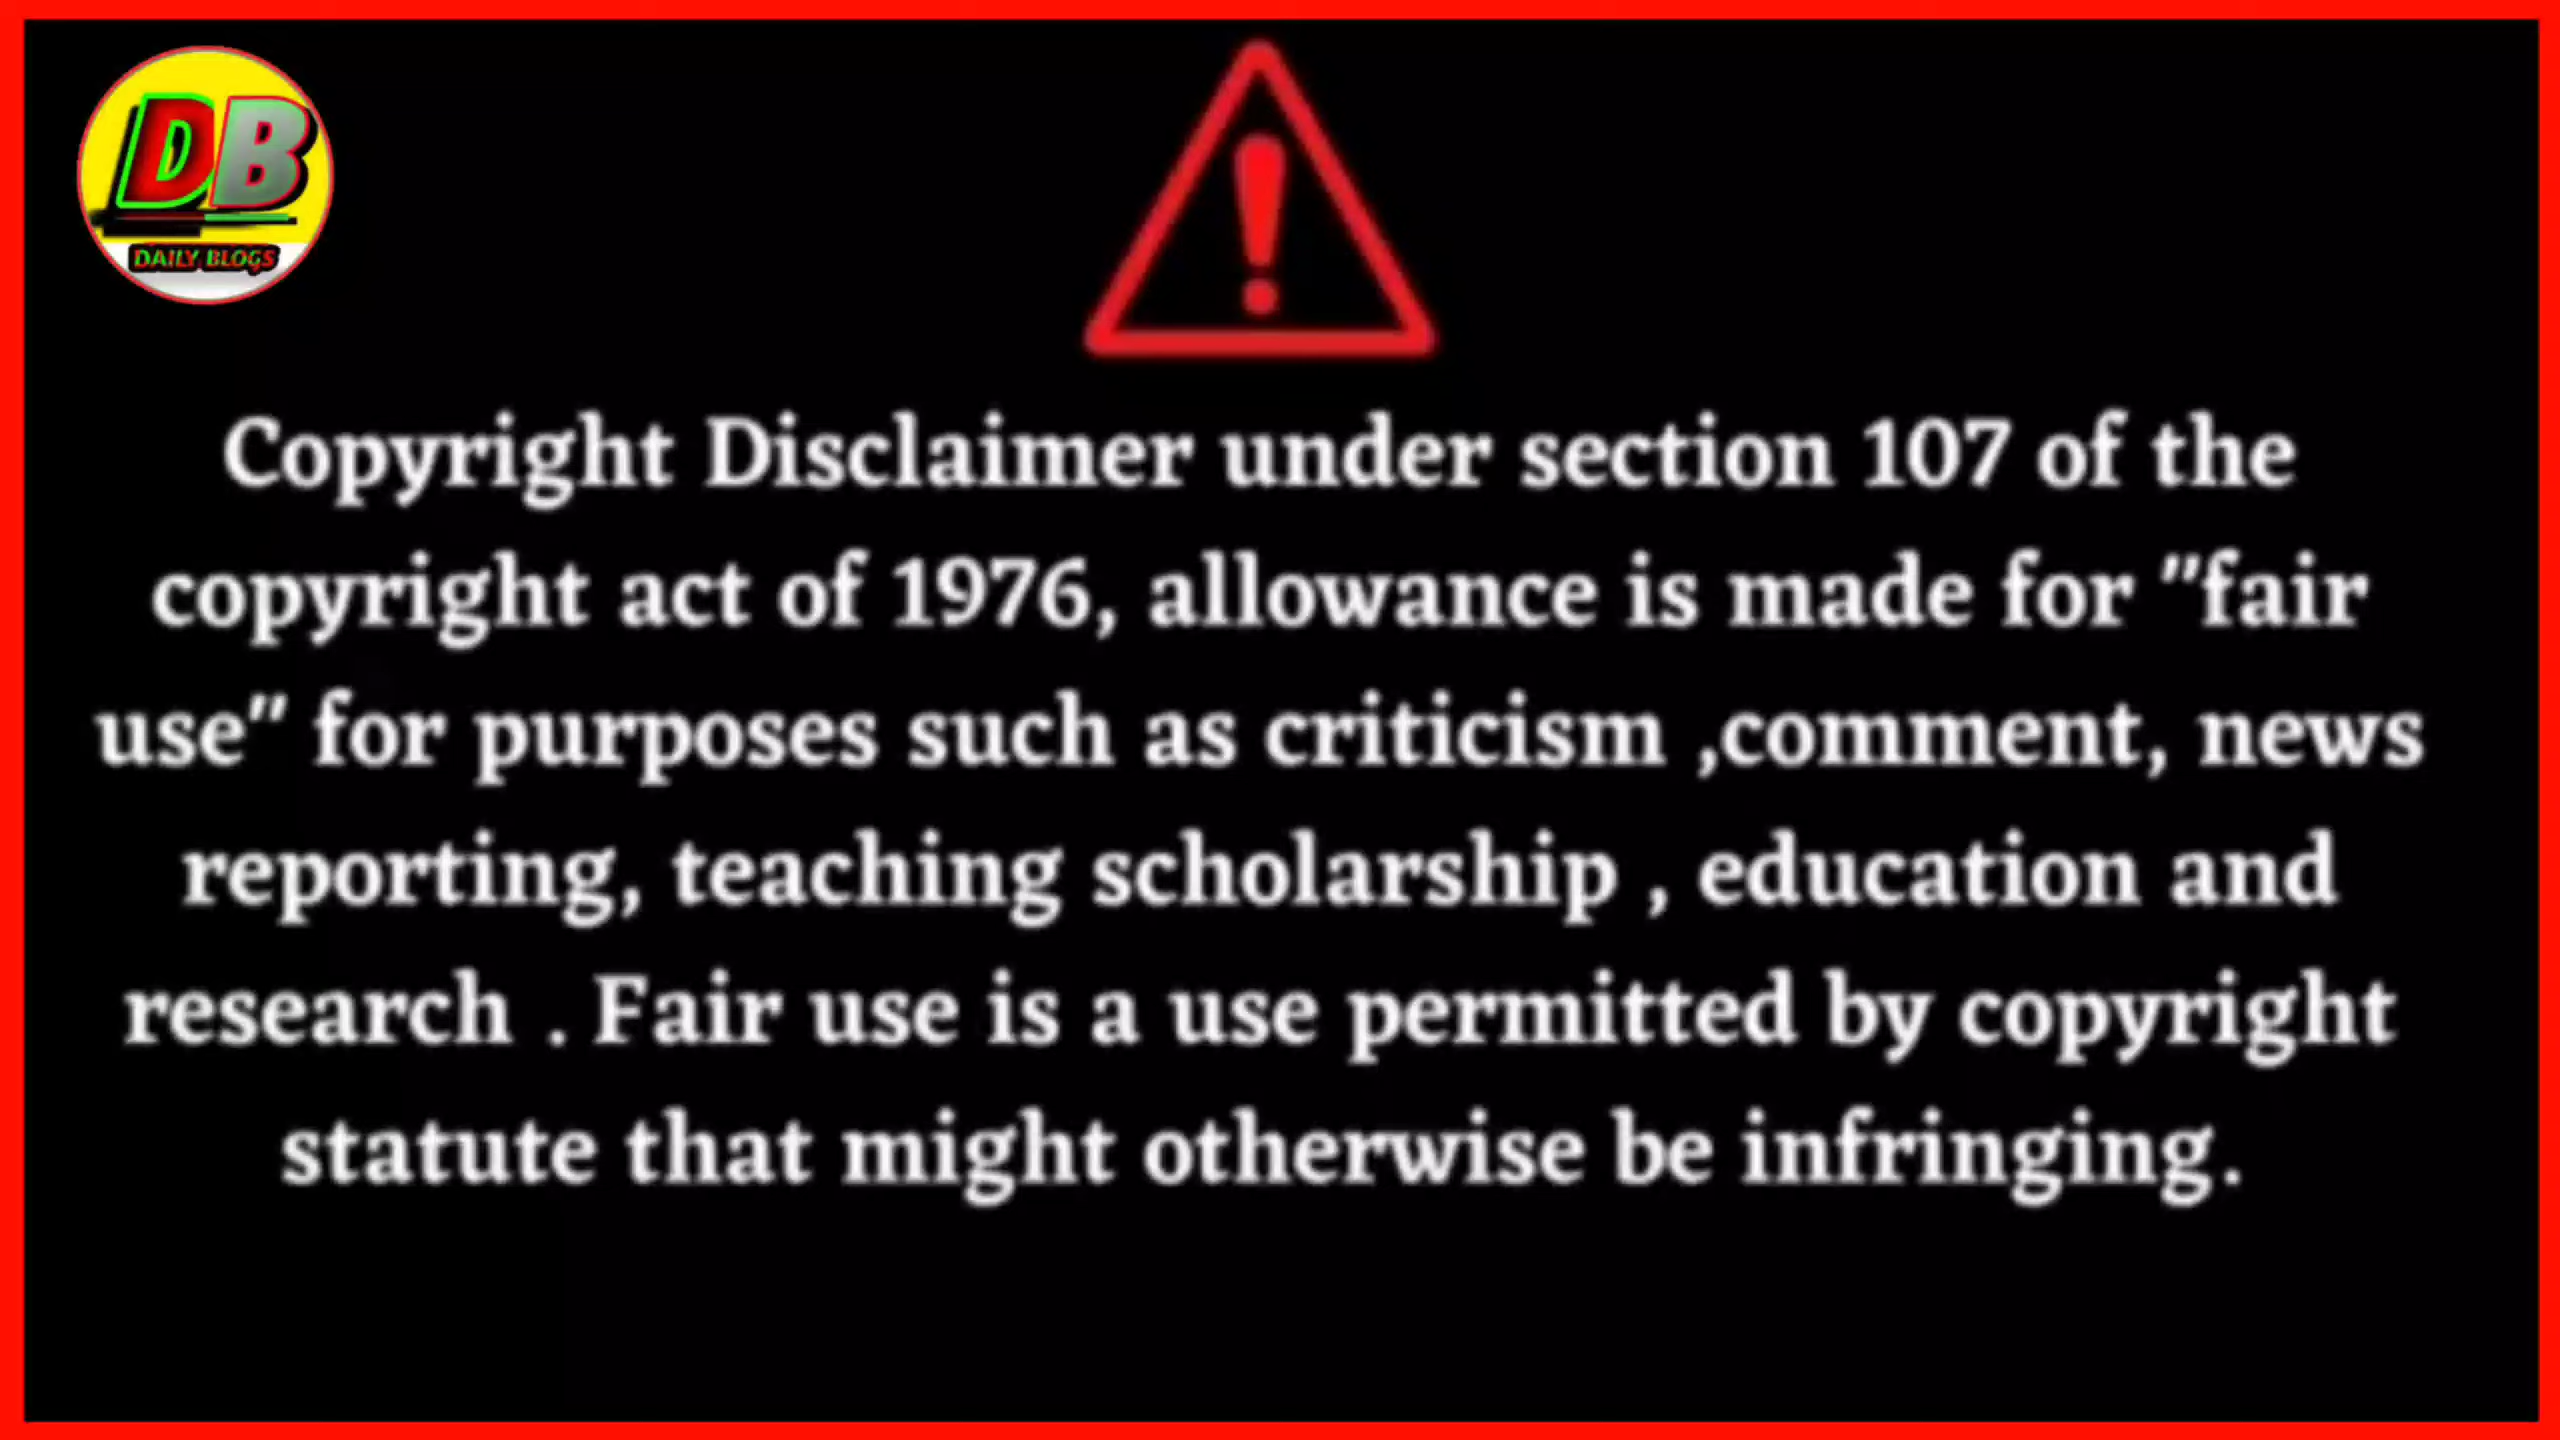 DB
DAILY BLOGS
Copyright Disclaimer under section 107 of the
copyright act of 1976, allowance is made for "fair
use" for purposes such as criticism ,comment, news
reporting, teaching scholarship , education and
research . Fair use is a use permitted by copyright
statute that might otherwise be infringing.